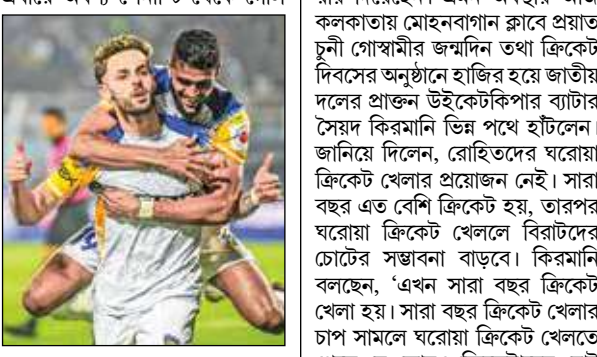 কলকাতায় মোহনবাগান ক্লাবে প্রয়াত
চুনী গোস্বামীর জন্মদিন তথা ক্রিকেট
দিবসের অনুষ্ঠানে হাজির হয়ে জাতীয়
দলের প্রাক্তন উইকেটকিপার ব্যাটার
সৈয়দ কিরমানি ভিন্ন পথে হাঁটলেন।
জানিয়ে দিলেন, রোহিতদের ঘরোয়া
ক্রিকেট খেলার প্রয়োজন নেই। সারা
বছর এত বেশি ক্রিকেট হয়, তারপর
ঘরোয়া ক্রিকেট খেললে বিরাটদের
চোটের সম্ভাবনা বাড়বে। কিরমানি
বলছেন, ‘এখন সারা বছর ক্রিকেট
খেলা হয়। সারা বছর ক্রিকেট খেলার
চাপ সামলে ঘরোয়া ক্রিকেট খেলতে